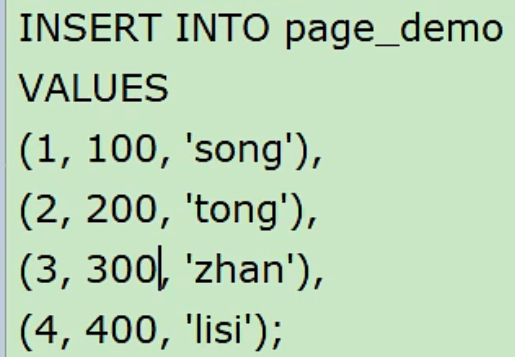 INSERT INTO page_demo
VALUES
(1, 100, 'song'),
(2, 200, 'tong'),
(3, 300, 'zhan'),
(4, 400, 'lisi');